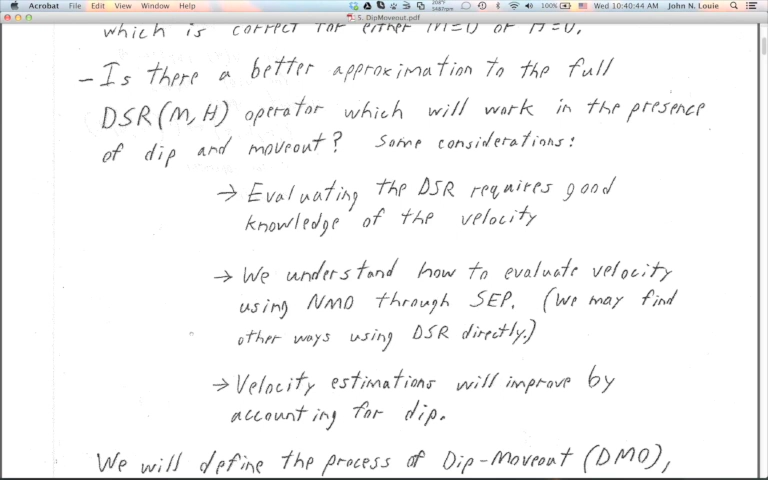 Acrobat File Edit View Window Help 100% Wed 10:40:44 AM John N. Louie
5. DipMoveout.pdf
which is correct for either M=0 or H=0.
- Is there a better approximation to the full
DSR(M,H) operator which will work in the presence
of dip and moveout? Some considerations:
→ Evaluating the DSR requires good
knowledge of the velocity
→ We understand how to evaluate velocity
using NMO through SEP. (We may find
other ways using DSR directly.)
→ Velocity estimations will improve by
accounting for dip.
We will define the process of Dip-Moveout (DMO),